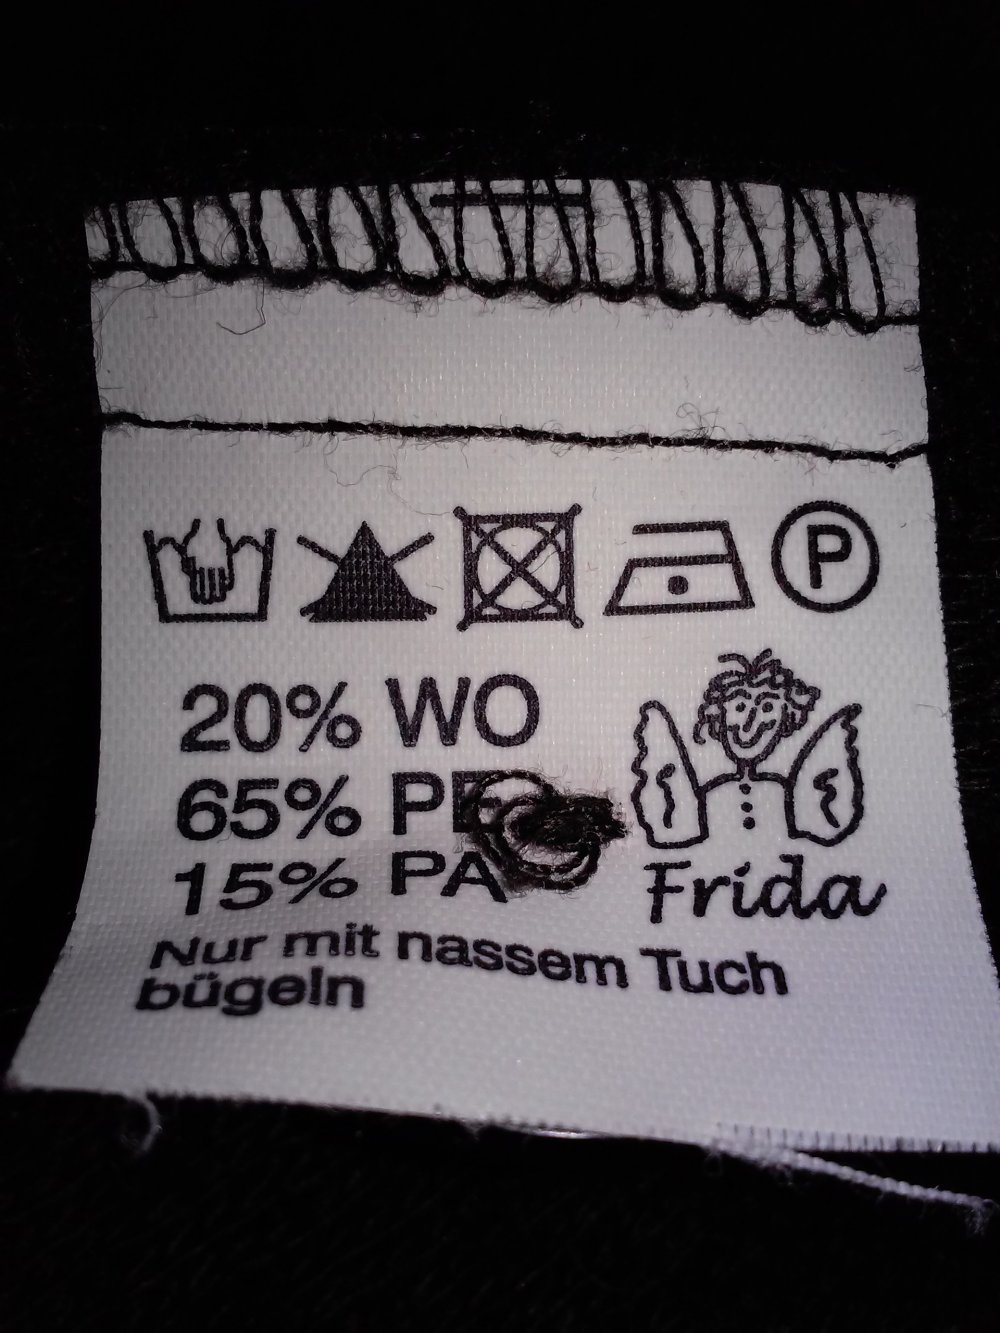 P
20% WO
65% PE
15% PA
Frida
Nur mit nassem Tuch
bügeln